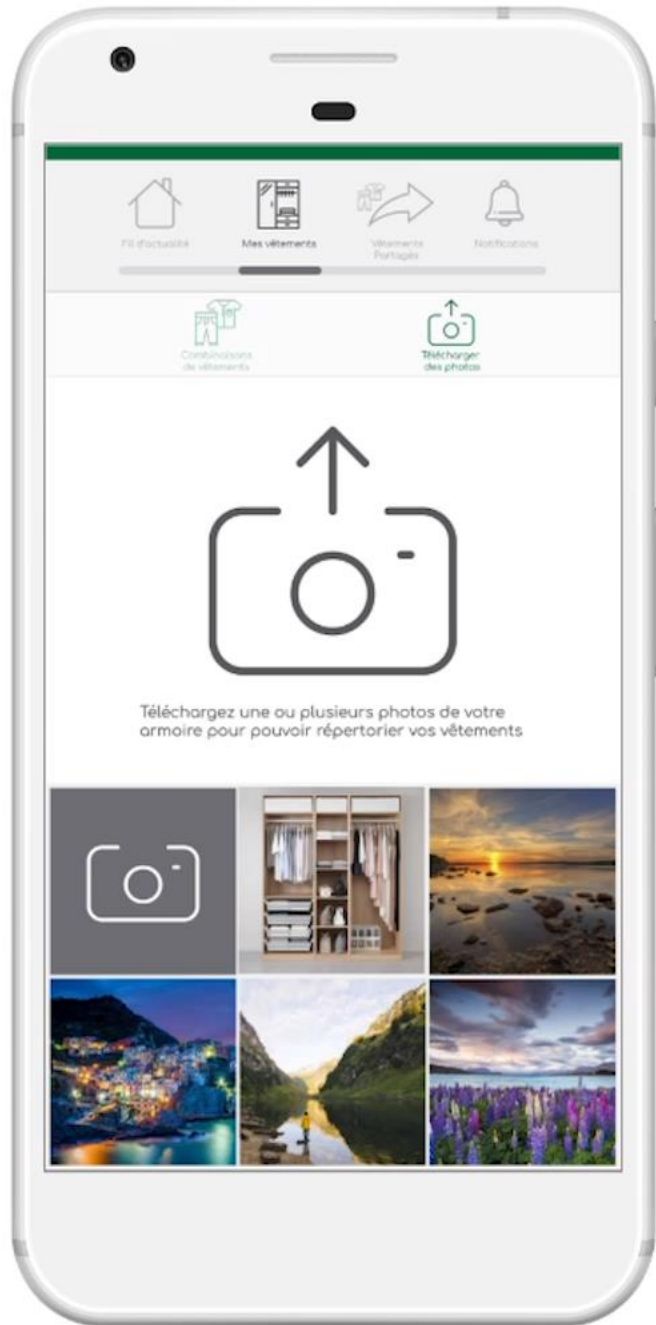 Fil d'actualité
Mes vêtements
Vêtements
Partagés
Notifications
Combinaisons
de vêtements
Télécharger
des photos
Téléchargez une ou plusieurs photos de votre
armoire pour pouvoir répertorier vos vêtements